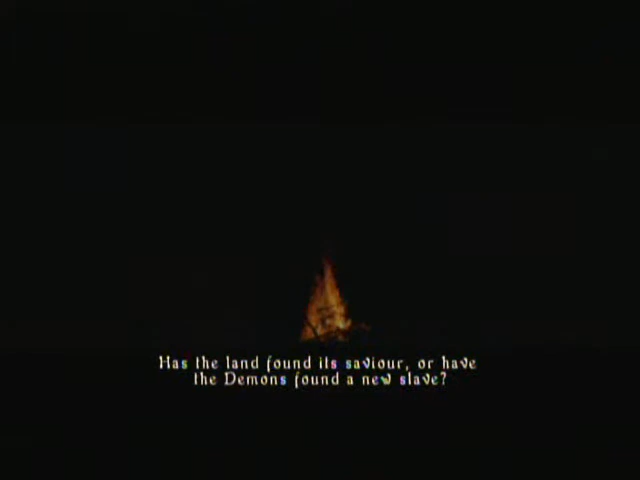 Has the land found its saviour, or have
the Demons found a new slave?